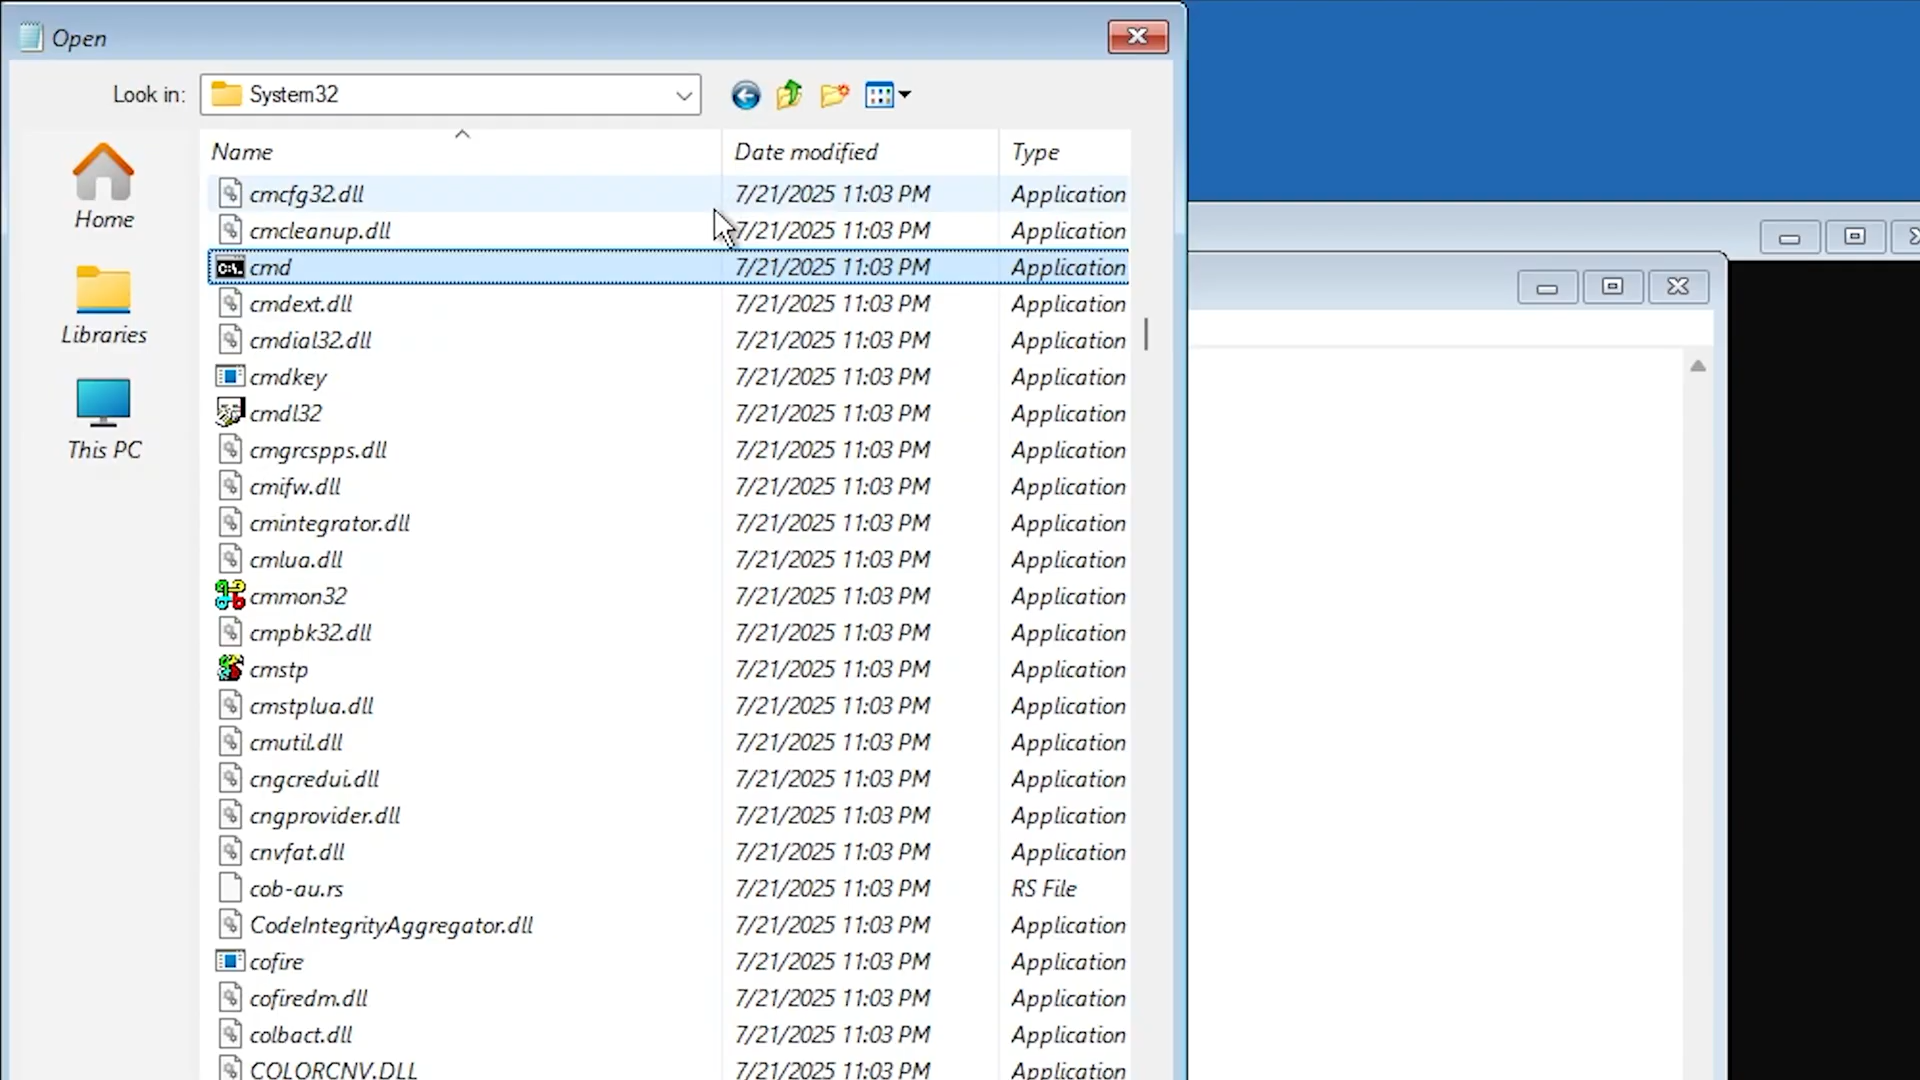 Open
Look in: System32
Home
Libraries
This PC
Name Date modified Type
cmcfg32.dll 7/21/2025 11:03 PM Application
cmcleanup.dll 7/21/2025 11:03 PM Application
C:\. cmd 7/21/2025 11:03 PM Application
cmdext.dll 7/21/2025 11:03 PM Application
cmdial32.dll 7/21/2025 11:03 PM Application
cmdkey 7/21/2025 11:03 PM Application
cmdl32 7/21/2025 11:03 PM Application
cmgrcspps.dll 7/21/2025 11:03 PM Application
cmifw.dll 7/21/2025 11:03 PM Application
cmintegrator.dll 7/21/2025 11:03 PM Application
cmlua.dll 7/21/2025 11:03 PM Application
cmmon32 7/21/2025 11:03 PM Application
cmpbk32.dll 7/21/2025 11:03 PM Application
cmstp 7/21/2025 11:03 PM Application
cmstplua.dll 7/21/2025 11:03 PM Application
cmutil.dll 7/21/2025 11:03 PM Application
cngcredui.dll 7/21/2025 11:03 PM Application
cngprovider.dll 7/21/2025 11:03 PM Application
cnvfat.dll 7/21/2025 11:03 PM Application
cob-au.rs 7/21/2025 11:03 PM RS File
CodeIntegrityAggregator.dll 7/21/2025 11:03 PM Application
cofire 7/21/2025 11:03 PM Application
cofiredm.dll 7/21/2025 11:03 PM Application
colbact.dll 7/21/2025 11:03 PM Application
COLORCNV.DLL 7/21/2025 11:03 PM Application